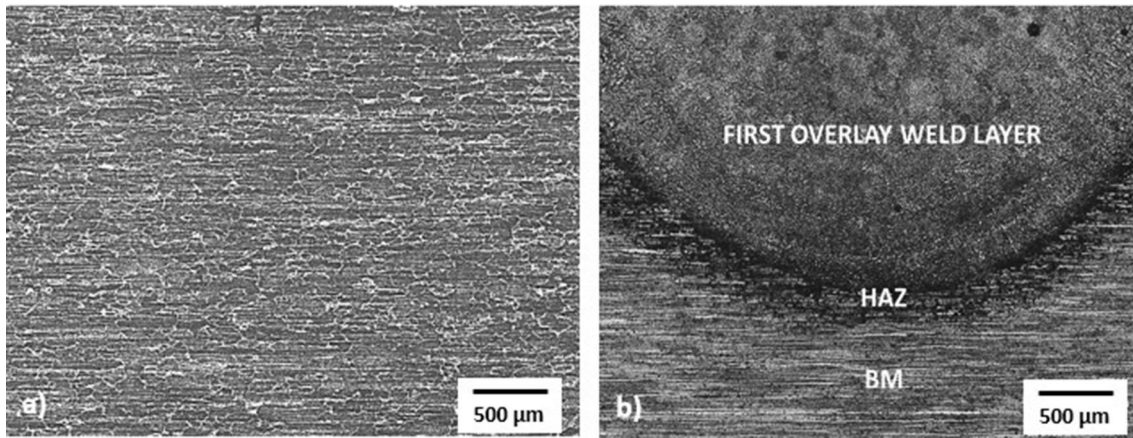 a)
500 µm
FIRST OVERLAY WELD LAYER
HAZ
BM
b)
500 µm